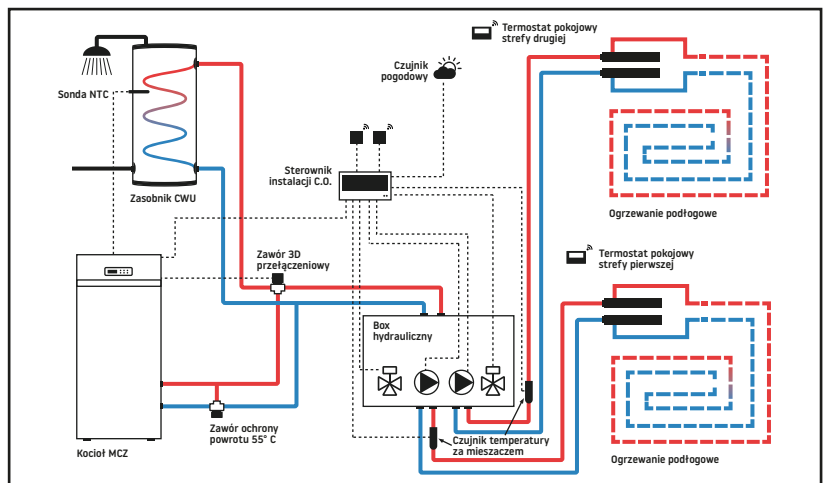 Termostat pokojowy
strefy drugiej
Czujnik
pogodowy
Sonda NTC
Sterownik
instalacji C.O.
Zasobnik CWU
Ogrzewanie podłogowe
Zawór 3D
przełączeniowy
Termostat pokojowy
strefy pierwszej
Box
hydrauliczny
Zawór ochrony
powrotu 55° C
Czujnik temperatury
za mieszaczem
Kocioł MCZ
Ogrzewanie podłogowe